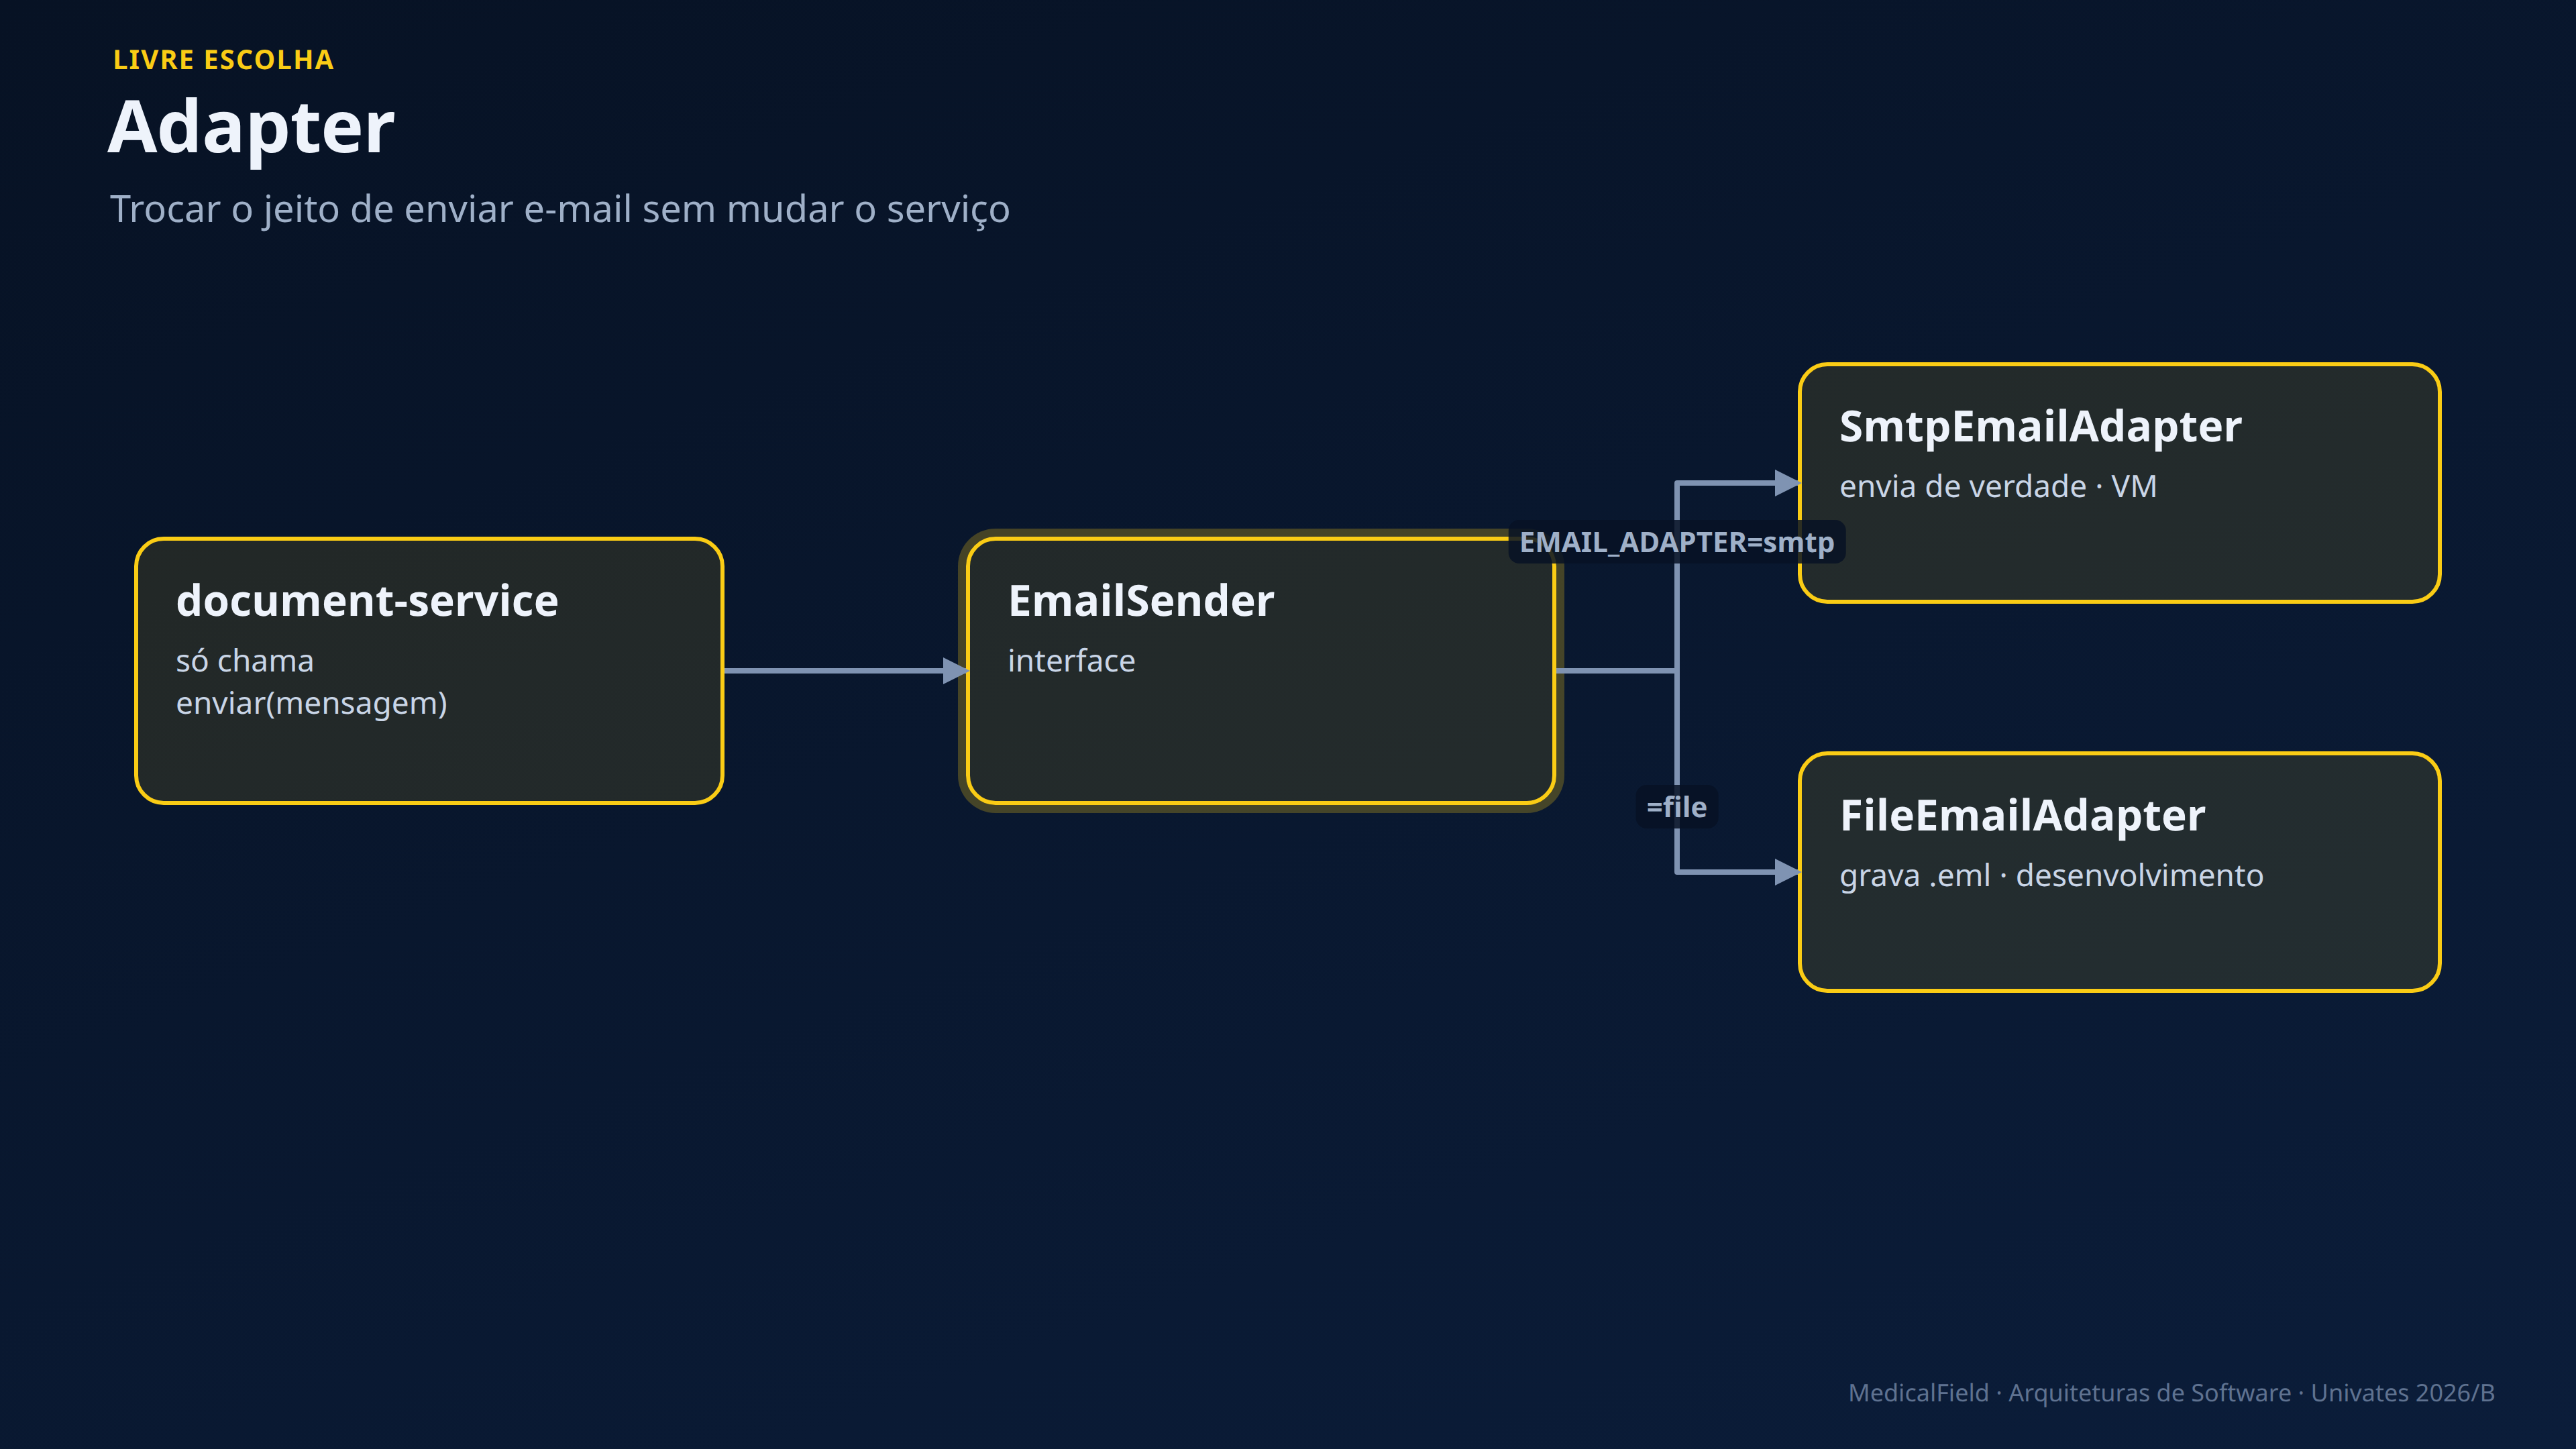 LIVRE ESCOLHA
Adapter
Trocar o jeito de enviar e-mail sem mudar o serviço
document-service
só chama
enviar(mensagem)
EmailSender
interface
EMAIL_ADAPTER=smtp
=file
SmtpEmailAdapter
envia de verdade · VM
FileEmailAdapter
grava .eml · desenvolvimento
MedicalField · Arquiteturas de Software · Univates 2026/B